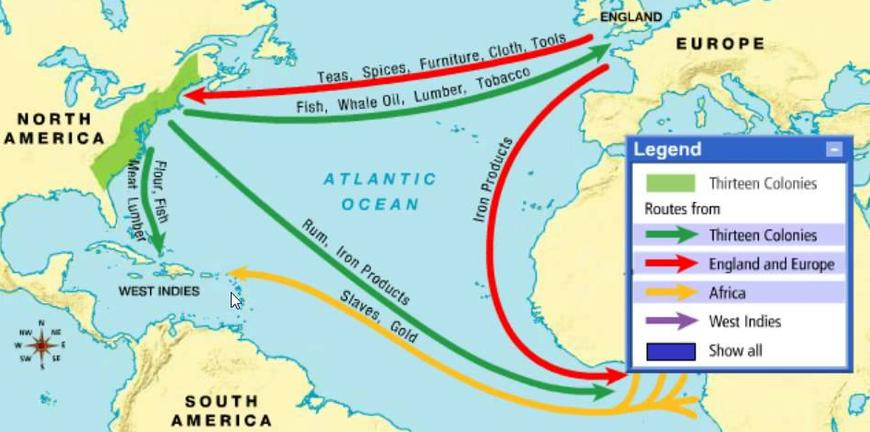 ENGLAND
EUROPE
Teas, Spices, Furniture, Cloth, Tools
Fish, Whale Oil, Lumber, Tobacco
NORTH
AMERICA
Flour, Fish
Meat Lumber
ATLANTIC
OCEAN
Iron Products
Rum, Iron Products
Slaves, Gold
WEST INDIES
N
NW
NE
W
E
SW
SE
S
SOUTH
AMERICA
Legend
Thirteen Colonies
Routes from
Thirteen Colonies
England and Europe
Africa
West Indies
Show all